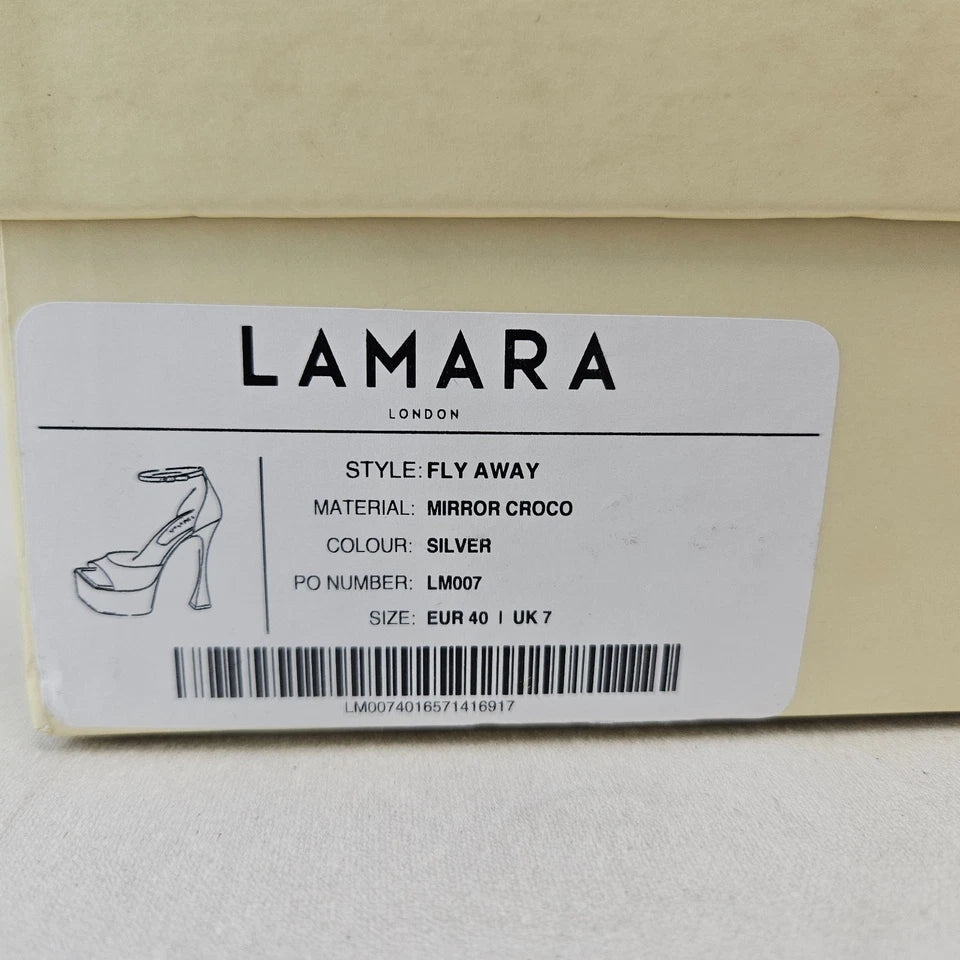 LAMARA
LONDON
STYLE: FLY AWAY
MATERIAL: MIRROR CROCO
COLOUR: SILVER
PO NUMBER: LM007
SIZE: EUR 40 | UK 7
LM0074016571416917